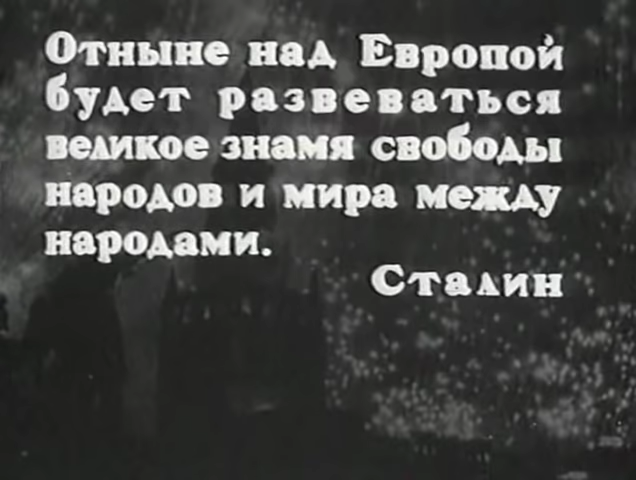 Отныне над Европой
будет развеваться
великое знамя свободы
народов и мира между
народами.
Сталин